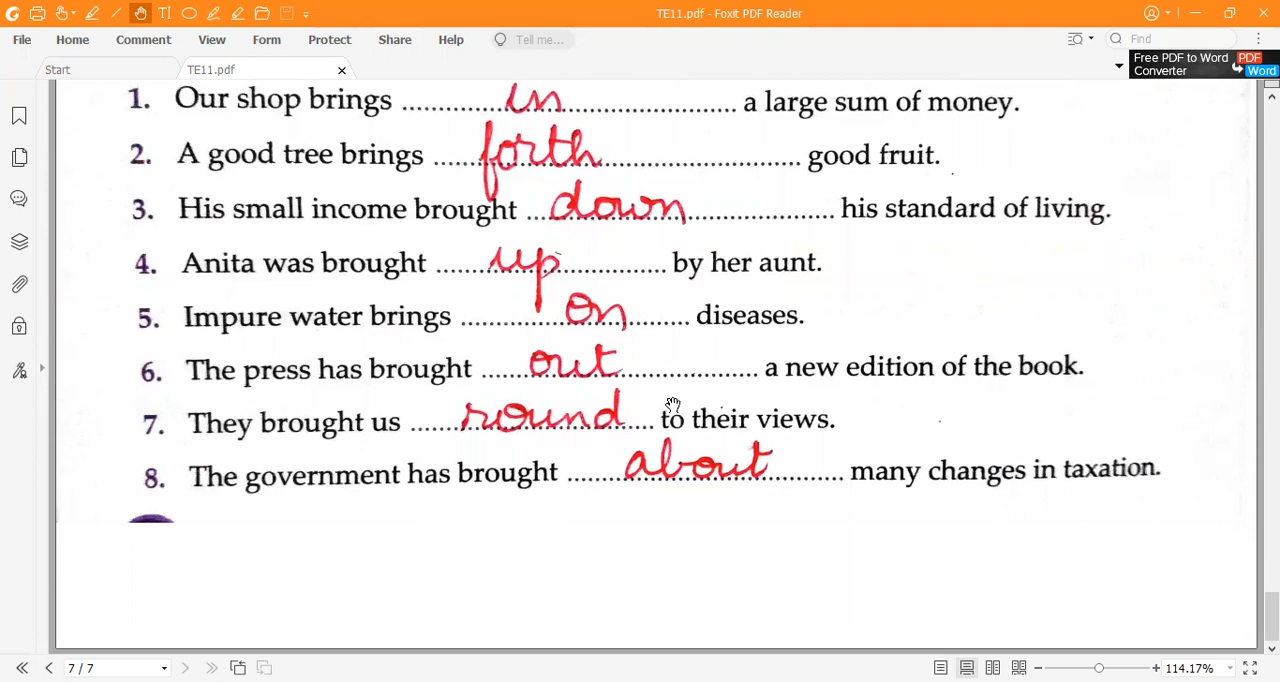 TE11.pdf - Foxit PDF Reader
File Home Comment View Form Protect Share Help Tell me... Find
Start TE11.pdf
Free PDF to Word Converter PDF Word
1. Our shop brings ..........in.......... a large sum of money.
2. A good tree brings ..........forth.......... good fruit.
3. His small income brought ..........down.......... his standard of living.
4. Anita was brought ..........up.......... by her aunt.
5. Impure water brings ..........on.......... diseases.
6. The press has brought ..........out.......... a new edition of the book.
7. They brought us ..........round.......... to their views.
8. The government has brought ..........about.......... many changes in taxation.
7 / 7 114.17%